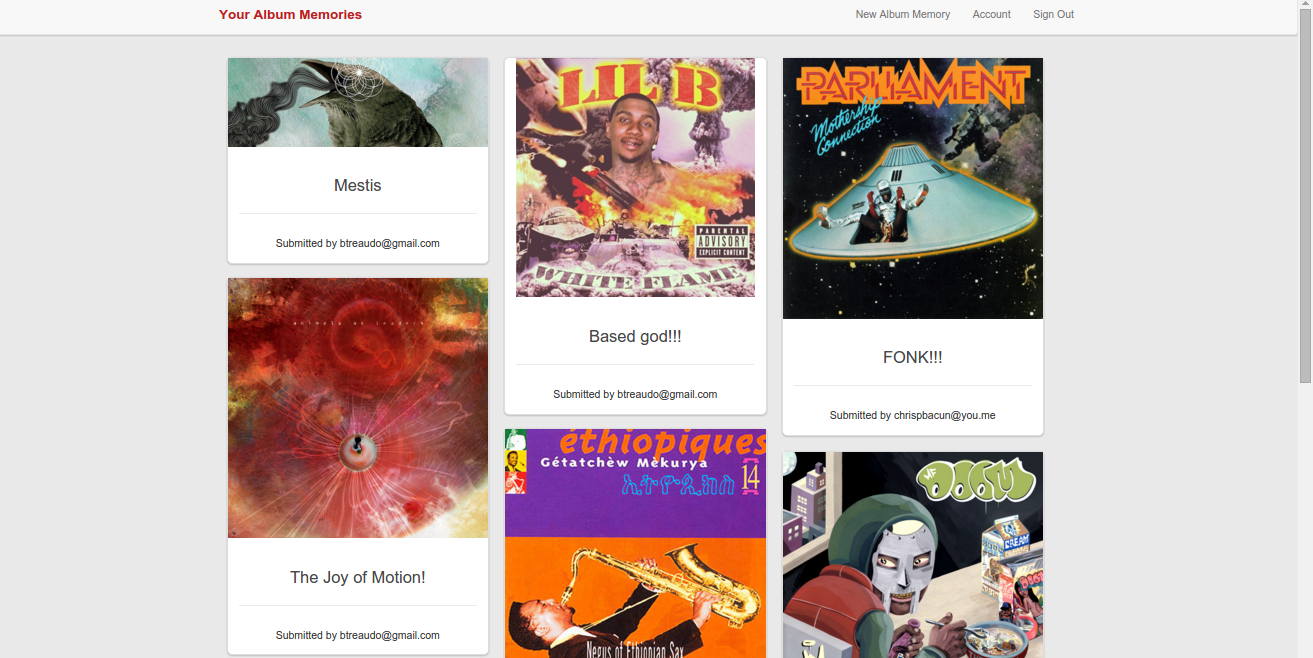 Your Album Memories
New Album Memory
Account
Sign Out
Mestis
Submitted by btreaudo@gmail.com
animals as leaders
The Joy of Motion!
Submitted by btreaudo@gmail.com
LIL B
PARENTAL
ADVISORY
EXPLICIT CONTENT
WHITE FLAME
Based god!!!
Submitted by btreaudo@gmail.com
éthiopiques
Gétatchèw Mèkurya
14
Negus of Ethiopian Sax
PARLIAMENT
Mothership
Connection
FONK!!!
Submitted by chrispbacun@you.me
MF
DOOM
CREAM